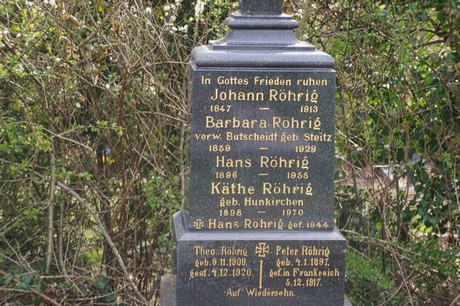 In Gottes Frieden ruhen
Johann Röhrig
1847 — 1913
Barbara Röhrig
verw. Butscheidt geb. Steitz
1859 — 1929
Hans Röhrig
1896 — 1955
Käthe Röhrig
geb. Hunkirchen
1898 — 1970
Hans Röhrig gef. 1944
Theo. Röhrig
geb. 9.11.1900,
gest. 4.12.1920.
Peter Röhrig
geb. 4.1.1897,
gef. in Frankreich
5.12.1917.
Auf Wiedersehn.